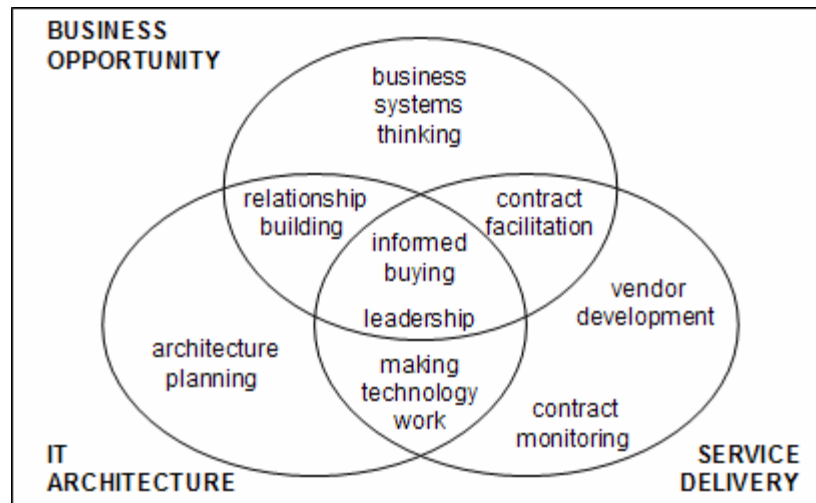 BUSINESS
OPPORTUNITY
business
systems
thinking
relationship
building
contract
facilitation
informed
buying
leadership
vendor
development
architecture
planning
making
technology
work
contract
monitoring
IT
ARCHITECTURE
SERVICE
DELIVERY